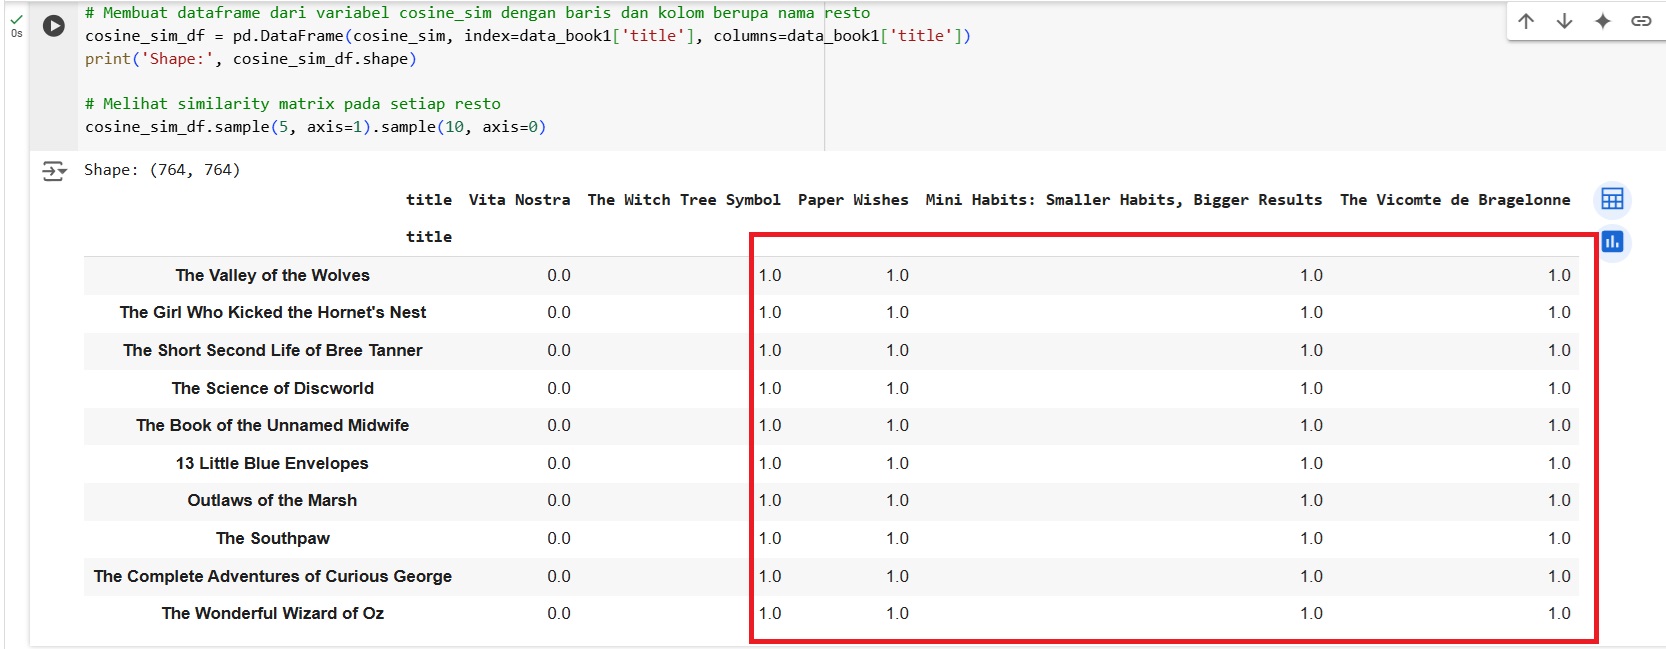 # Membuat dataframe dari variabel cosine_sim dengan baris dan kolom berupa nama resto
0s
cosine_sim_df = pd.DataFrame(cosine_sim, index=data_book1['title'], columns=data_book1['title'])
print('Shape:', cosine_sim_df.shape)
# Melihat similarity matrix pada setiap resto
cosine_sim_df.sample(5, axis=1).sample(10, axis=0)
Shape: (764, 764)
title Vita Nostra The Witch Tree Symbol Paper Wishes Mini Habits: Smaller Habits, Bigger Results The Vicomte de Bragelonne
title
The Valley of the Wolves 0.0 1.0 1.0 1.0 1.0
The Girl Who Kicked the Hornet's Nest 0.0 1.0 1.0 1.0 1.0
The Short Second Life of Bree Tanner 0.0 1.0 1.0 1.0 1.0
The Science of Discworld 0.0 1.0 1.0 1.0 1.0
The Book of the Unnamed Midwife 0.0 1.0 1.0 1.0 1.0
13 Little Blue Envelopes 0.0 1.0 1.0 1.0 1.0
Outlaws of the Marsh 0.0 1.0 1.0 1.0 1.0
The Southpaw 0.0 1.0 1.0 1.0 1.0
The Complete Adventures of Curious George 0.0 1.0 1.0 1.0 1.0
The Wonderful Wizard of Oz 0.0 1.0 1.0 1.0 1.0